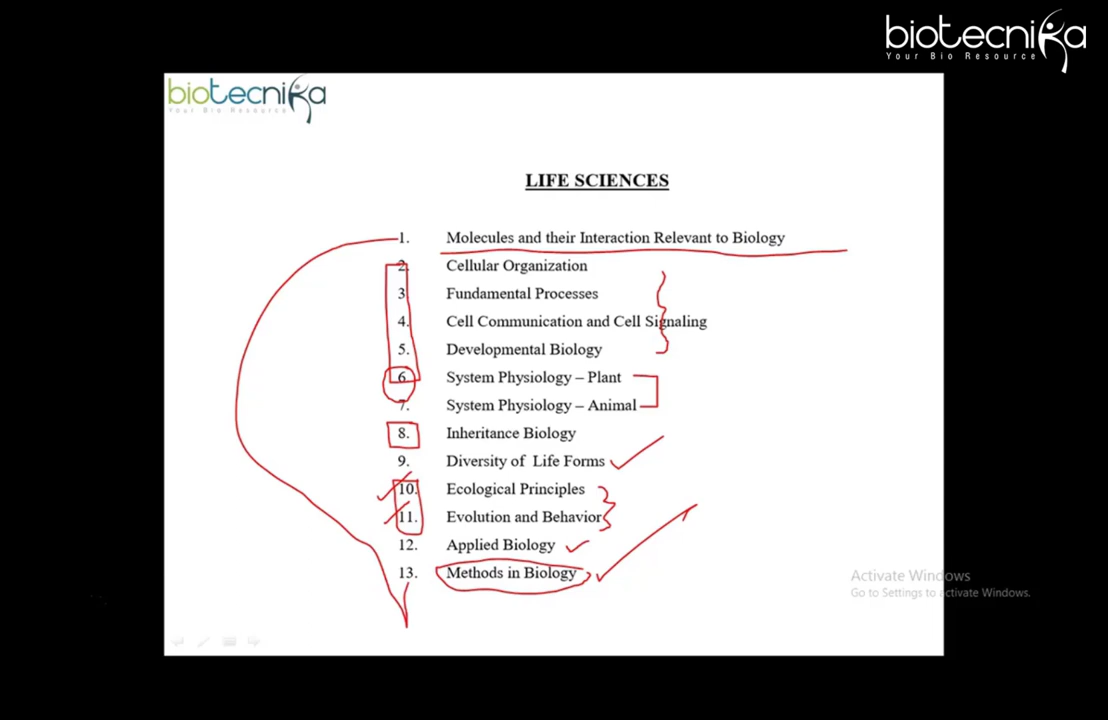 biotecnika
Your Bio Resource
biotecnika
Your Bio Resource
LIFE SCIENCES
1. Molecules and their Interaction Relevant to Biology
2. Cellular Organization
3. Fundamental Processes
4. Cell Communication and Cell Signaling
5. Developmental Biology
6. System Physiology – Plant
7. System Physiology – Animal
8. Inheritance Biology
9. Diversity of Life Forms
10. Ecological Principles
11. Evolution and Behavior
12. Applied Biology
13. Methods in Biology
Activate Windows
Go to Settings to activate Windows.